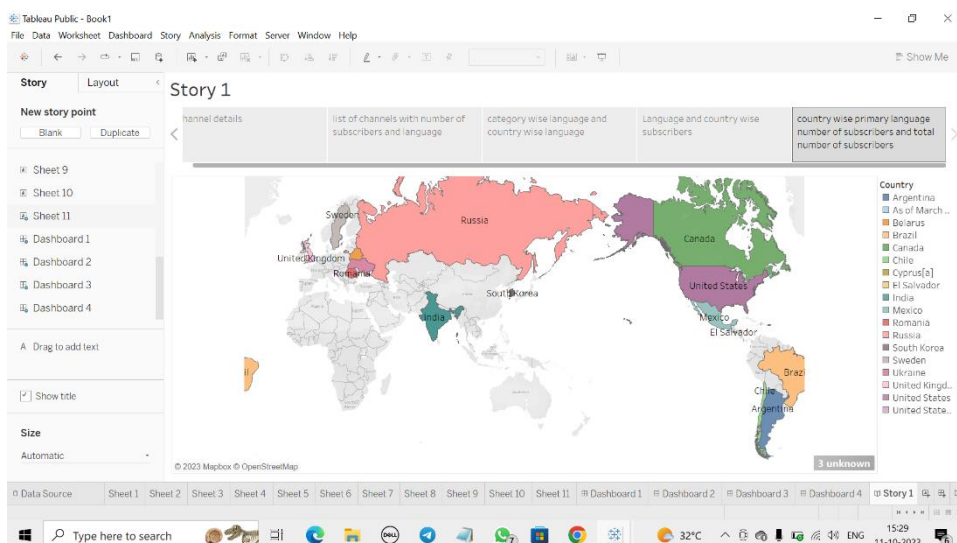 Tableau Public - Book1
File Data Worksheet Dashboard Story Analysis Format Server Window Help
Show Me
Story Layout
Story 1
New story point
Blank Duplicate
hannel details
list of channels with number of
subscribers and language
category wise language and
country wise language
Language and country wise
subscribers
country wise primary language
number of subscribers and total
number of subscribers
Sheet 9
Sheet 10
Sheet 11
Dashboard 1
Dashboard 2
Dashboard 3
Dashboard 4
A Drag to add text
Show title
Size
Automatic
Sweden
Russia
United Kingdom
Romania
South Korea
India
Canada
United States
Mexico
El Salvador
il
Brazi
Chile
Argentina
© 2023 Mapbox © OpenStreetMap
3 unknown
Country
Argentina
As of March ..
Belarus
Brazil
Canada
Chile
Cyprus[a]
El Salvador
India
Mexico
Romania
Russia
South Korea
Sweden
Ukraine
United Kingd..
United States
United State..
Data Source Sheet 1 Sheet 2 Sheet 3 Sheet 4 Sheet 5 Sheet 6 Sheet 7 Sheet 8 Sheet 9 Sheet 10 Sheet 11 Dashboard 1 Dashboard 2 Dashboard 3 Dashboard 4 Story 1
Type here to search
DELL
32°C
ENG
15:29
11-10-2023